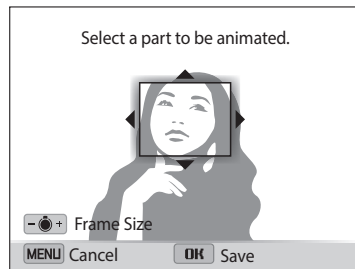 Select a part to be animated.
- + Frame Size
MENU Cancel OK Save